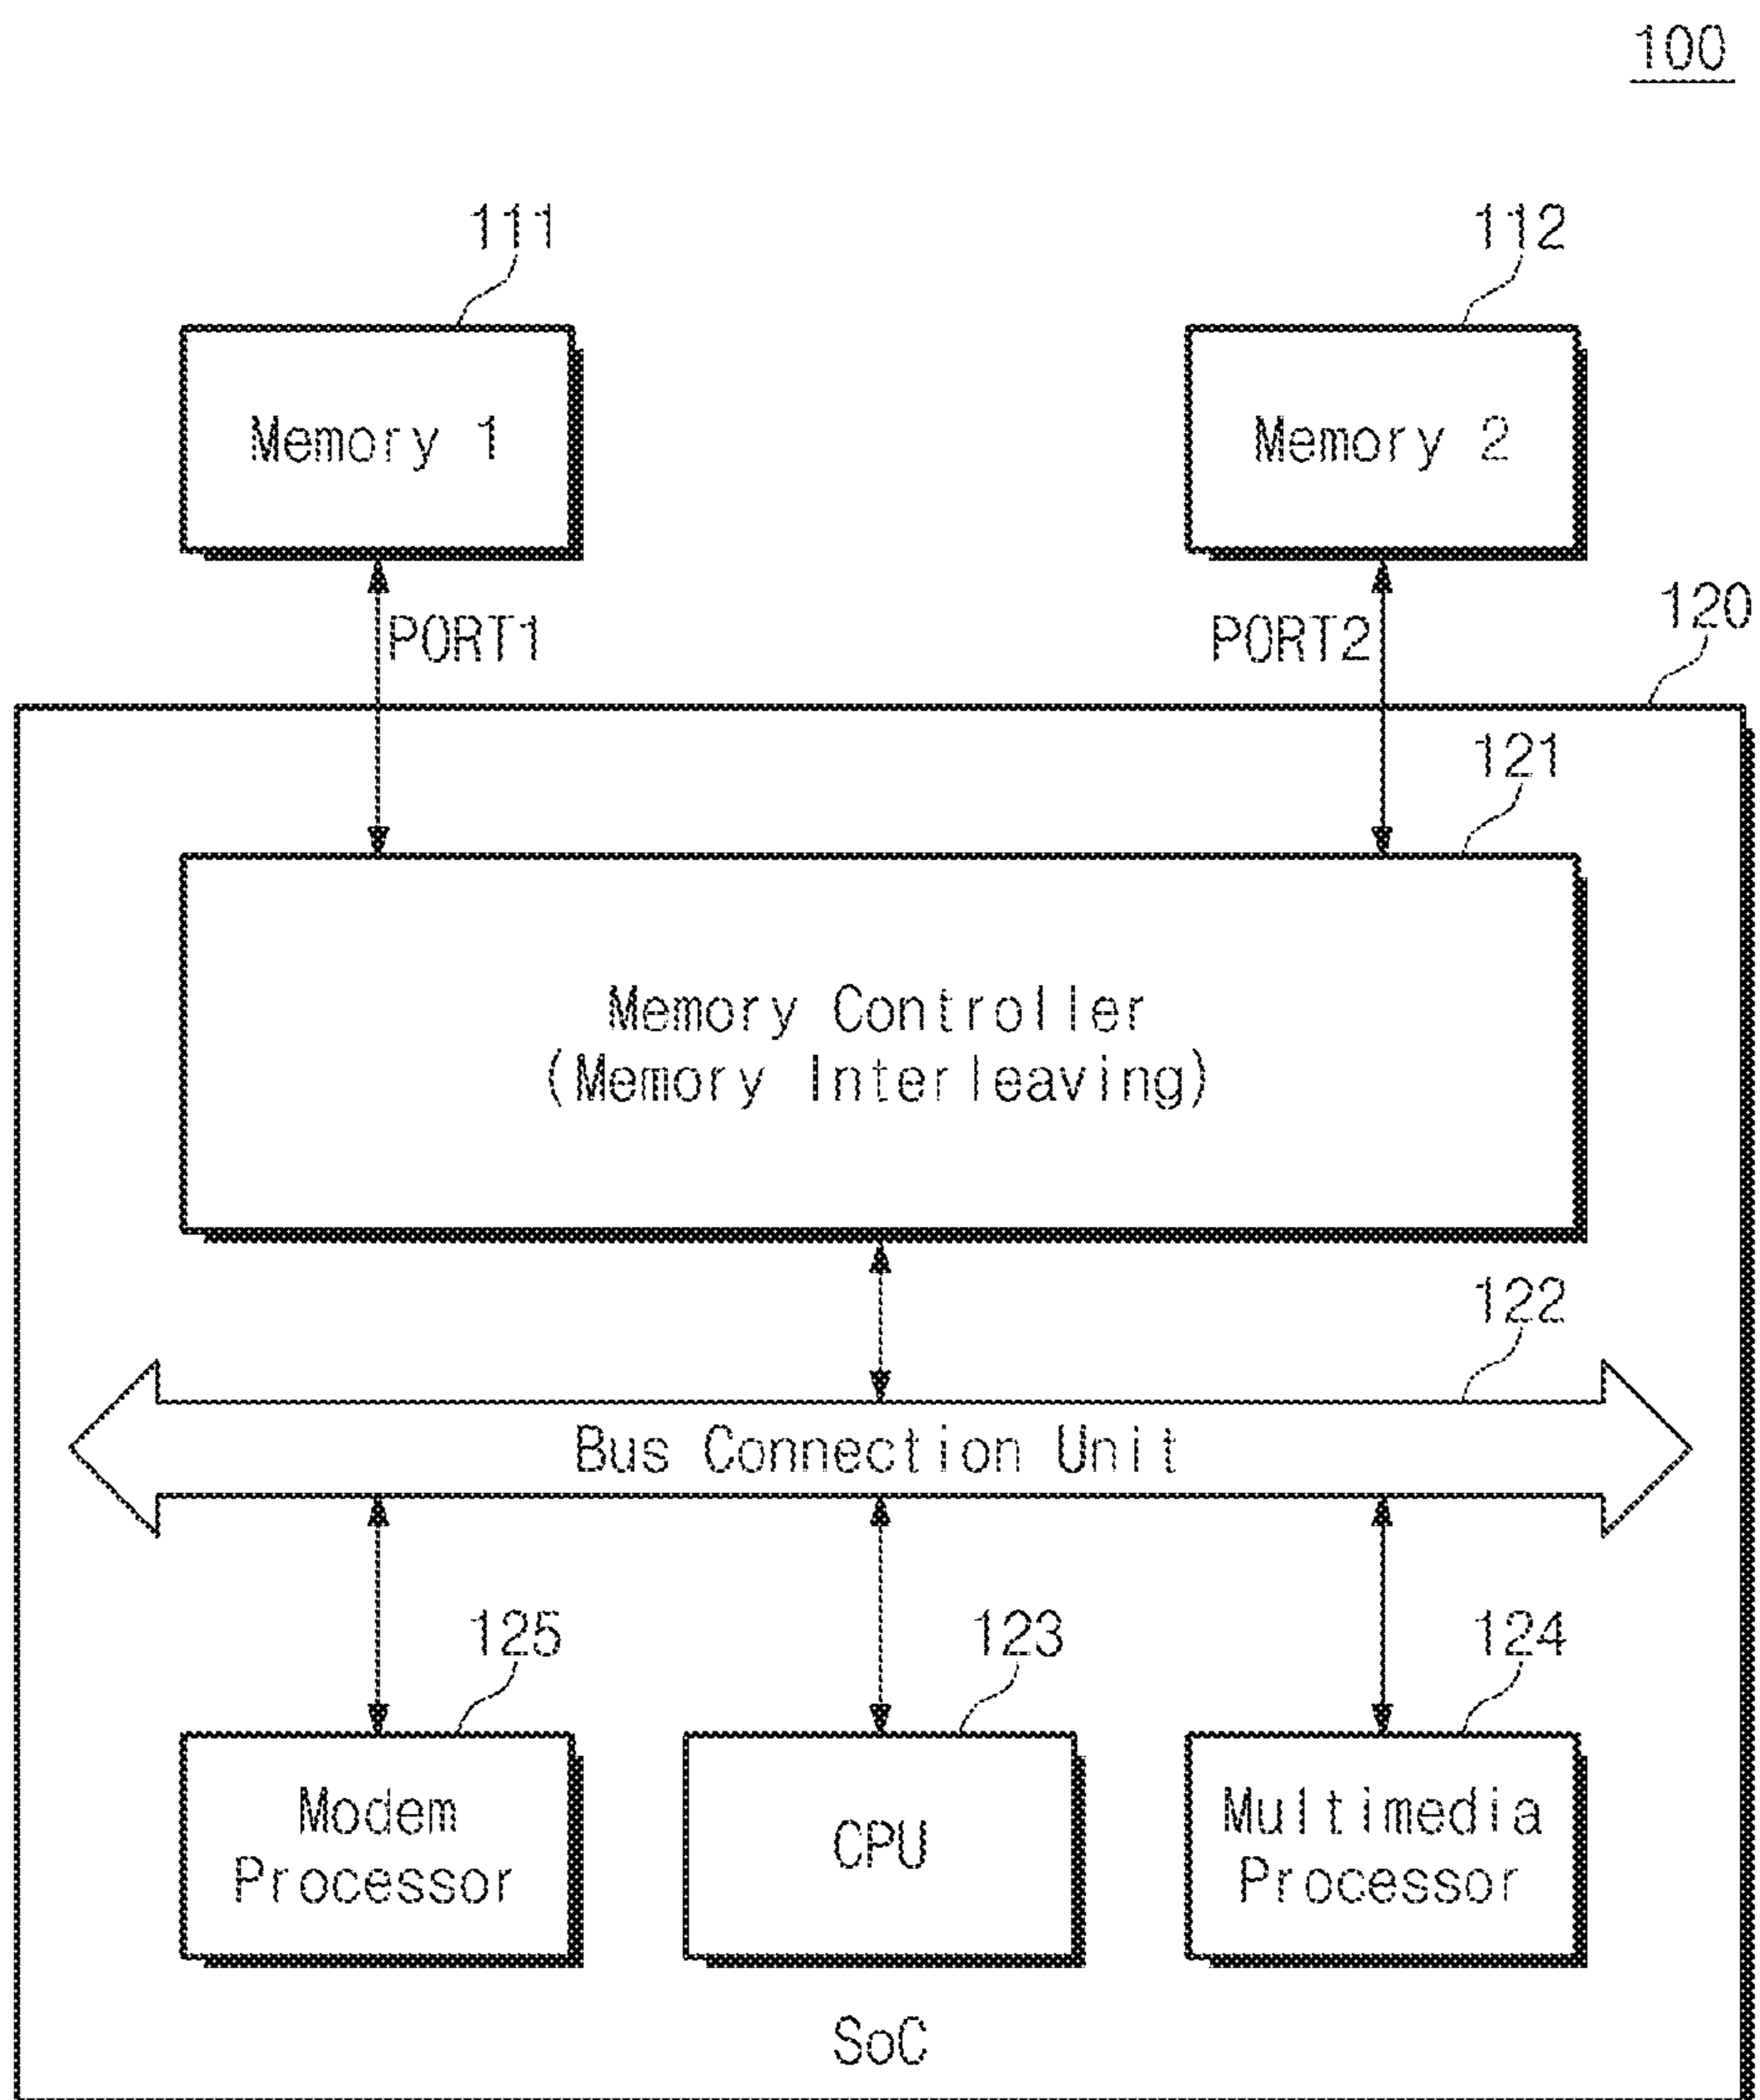 100
111
112
Memory 1
Memory 2
PORT1
PORT2
120
121
Memory Controller
(Memory Interleaving)
122
Bus Connection Unit
125
123
124
Modem
Processor
CPU
Multimedia
Processor
SoC